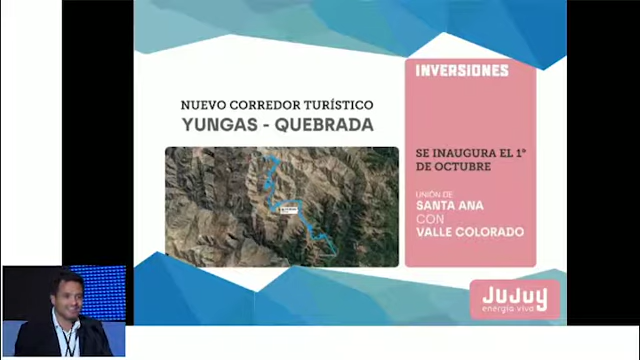 INVERSIONES
NUEVO CORREDOR TURÍSTICO
YUNGAS - QUEBRADA
SE INAUGURA EL 1°
DE OCTUBRE
UNIÓN DE
SANTA ANA
CON
VALLE COLORADO
JuJuy
energía viva